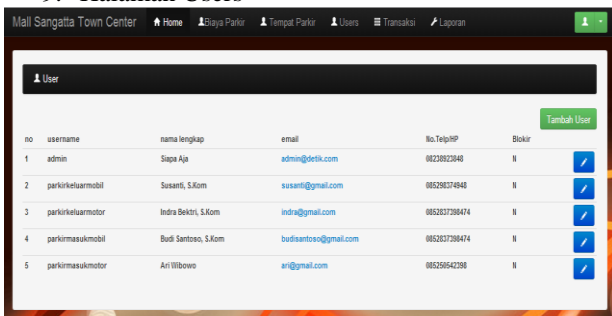 9. Halaman Users
Mall Sangatta Town Center Home Biaya Parkir Tempat Parkir Users Transaksi Laporan
User
Tambah User
no username nama lengkap email No.Telp/HP Blokir
1 admin Siapa Aja admin@detik.com 08238923848 N
2 parkirkeluarmobil Susanti, S.Kom susanti@gmail.com 085298374948 N
3 parkirkeluarmotor Indra Bektri, S.Kom indra@gmail.com 0852837398474 N
4 parkirmasukmobil Budi Santoso, S.Kom budisantoso@gmail.com 0852837398474 N
5 parkirmasukmotor Ari Wibowo ari@gmail.com 085250542398 N